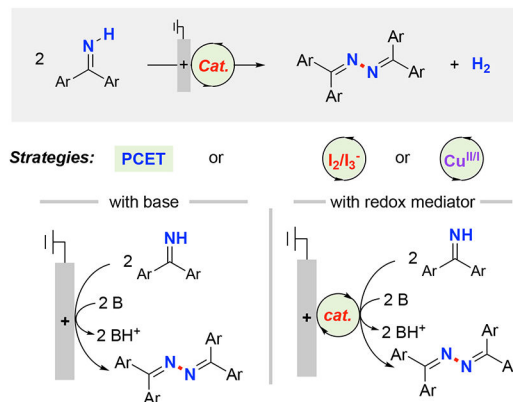 2 Ar N H Ar + Cat. Ar Ar N N Ar Ar + H₂
Strategies: PCET or I₂/I₃⁻ or Cuᴵᴵ/ᴵ
with base
with redox mediator
2 Ar NH Ar
+ 2 B
2 BH⁺
Ar Ar N N Ar Ar
2 Ar NH Ar
+ cat. 2 B
2 BH⁺
Ar Ar N N Ar A